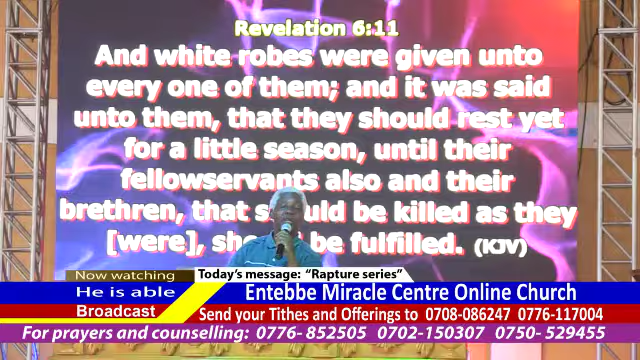 Revelation 6:11
And white robes were given unto
every one of them; and it was said
unto them, that they should rest yet
for a little season, until their
fellowservants also and their
brethren, that should be killed as they
[were], sho be fulfilled. (KJV)
Now watching
Today's message: "Rapture series"
He is able
Entebbe Miracle Centre Online Church
Broadcast
Send your Tithes and Offerings to 0708-086247 0776-117004
For prayers and counselling: 0776- 852505 0702-150307 0750- 529455